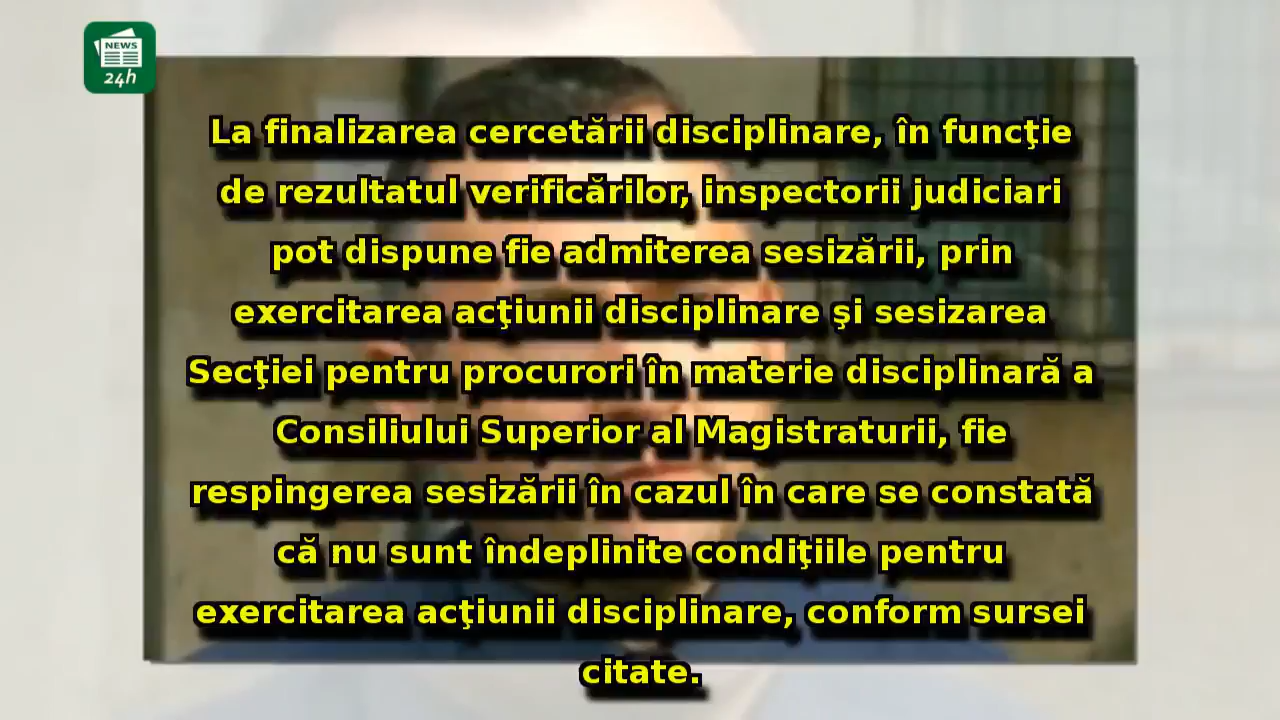 NEWS
24h
La finalizarea cercetării disciplinare, în funcţie
de rezultatul verificărilor, inspectorii judiciari
pot dispune fie admiterea sesizării, prin
exercitarea acţiunii disciplinare şi sesizarea
Secţiei pentru procurori în materie disciplinară a
Consiliului Superior al Magistraturii, fie
respingerea sesizării în cazul în care se constată
că nu sunt îndeplinite condiţiile pentru
exercitarea acţiunii disciplinare, conform sursei
citate.